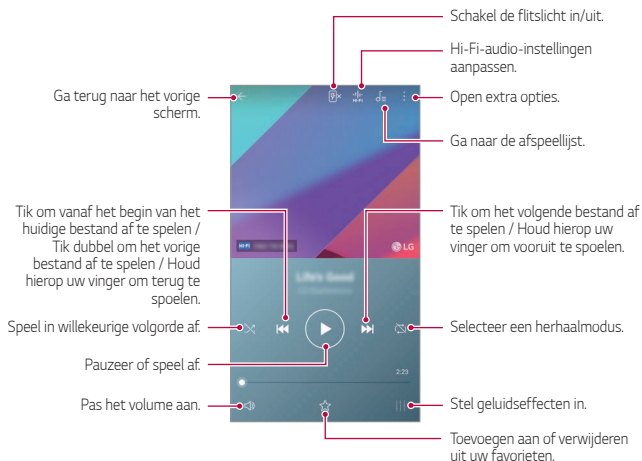 Schakel de flitslicht in/uit.
Hi-Fi-audio-instellingen
aanpassen.
Ga terug naar het vorige
scherm.
Open extra opties.
Ga naar de afspeellijst.
Tik om vanaf het begin van het
huidige bestand af te spelen /
Tik dubbel om het vorige
bestand af te spelen / Houd
hierop uw vinger om terug te
spoelen.
Tik om het volgende bestand af
te spelen / Houd hierop uw
vinger om vooruit te spoelen.
HI-FI
LG
Life's Good
LG Electronics
Speel in willekeurige volgorde af.
Selecteer een herhaalmodus.
Pauzeer of speel af.
2:23
Pas het volume aan.
Stel geluidseffecten in.
Toevoegen aan of verwijderen
uit uw favorieten.